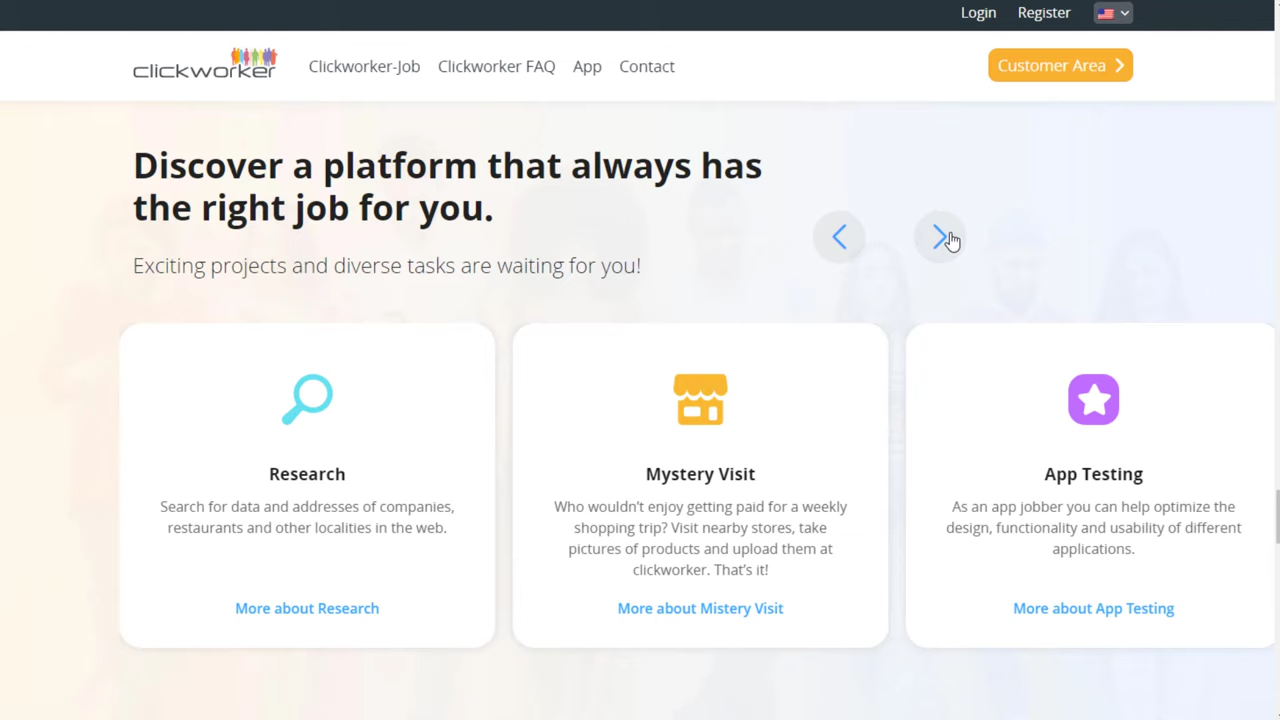 Login Register
clickworker Clickworker-Job Clickworker FAQ App Contact Customer Area
Discover a platform that always has
the right job for you.
Exciting projects and diverse tasks are waiting for you!
Research
Search for data and addresses of companies,
restaurants and other localities in the web.
More about Research
Mystery Visit
Who wouldn't enjoy getting paid for a weekly
shopping trip? Visit nearby stores, take
pictures of products and upload them at
clickworker. That's it!
More about Mistery Visit
App Testing
As an app jobber you can help optimize the
design, functionality and usability of different
applications.
More about App Testing